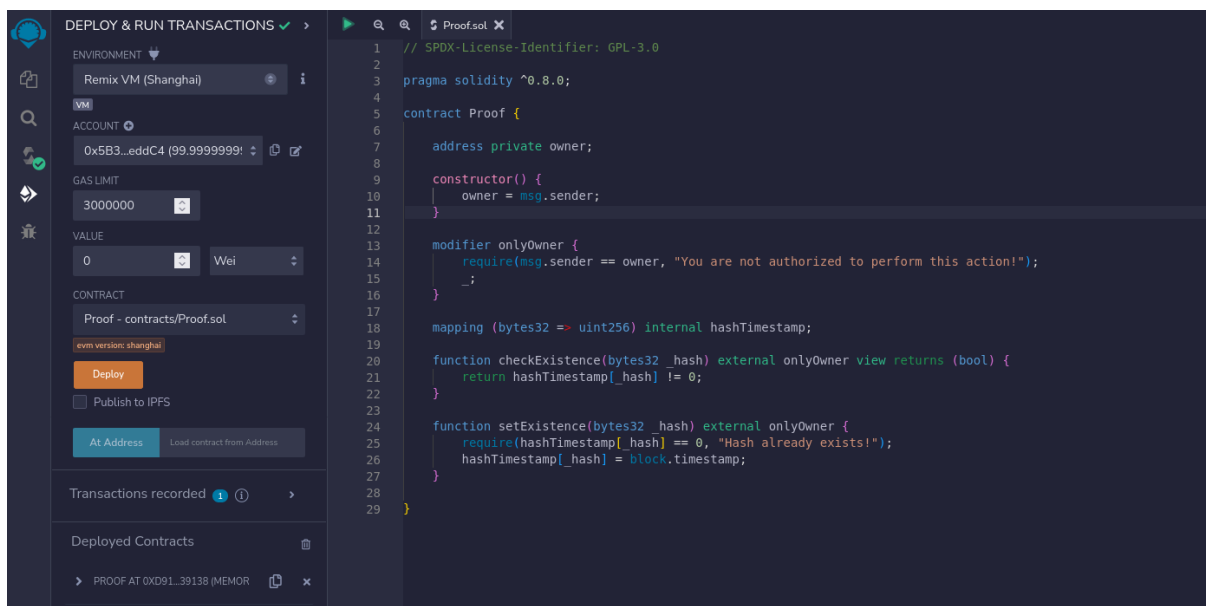 DEPLOY & RUN TRANSACTIONS
ENVIRONMENT
Remix VM (Shanghai)
VM
ACCOUNT
0x5B3...eddC4 (99.9999999
GAS LIMIT
3000000
VALUE
0 Wei
CONTRACT
Proof - contracts/Proof.sol
evm version: shanghai
Deploy
Publish to IPFS
At Address Load contract from Address
Transactions recorded 1 i
Deployed Contracts
PROOF AT 0XD91...39138 (MEMOR
Proof.sol
1 // SPDX-License-Identifier: GPL-3.0
2
3 pragma solidity ^0.8.0;
4
5 contract Proof {
6
7 address private owner;
8
9 constructor() {
10 owner = msg.sender;
11 }
12
13 modifier onlyOwner {
14 require(msg.sender == owner, "You are not authorized to perform this action!");
15 _;
16 }
17
18 mapping (bytes32 => uint256) internal hashTimestamp;
19
20 function checkExistence(bytes32 _hash) external onlyOwner view returns (bool) {
21 return hashTimestamp[_hash] != 0;
22 }
23
24 function setExistence(bytes32 _hash) external onlyOwner {
25 require(hashTimestamp[_hash] == 0, "Hash already exists!");
26 hashTimestamp[_hash] = block.timestamp;
27 }
28
29 }